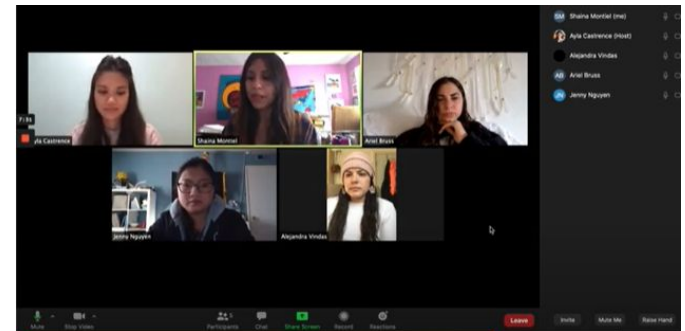 SM Shaina Montiel (me)
Ayla Castrence (Host)
Alejandra Vindas
AB Ariel Bruss
JN Jenny Nguyen
yla Castrence
Shaina Montiel
Ariel Bruss
Jenny Nguyen
Alejandra Vindas
Mute
Stop Video
Participants
5
Chat
Share Screen
Record
Reactions
Leave
Invite
Mute Me
Raise Hand